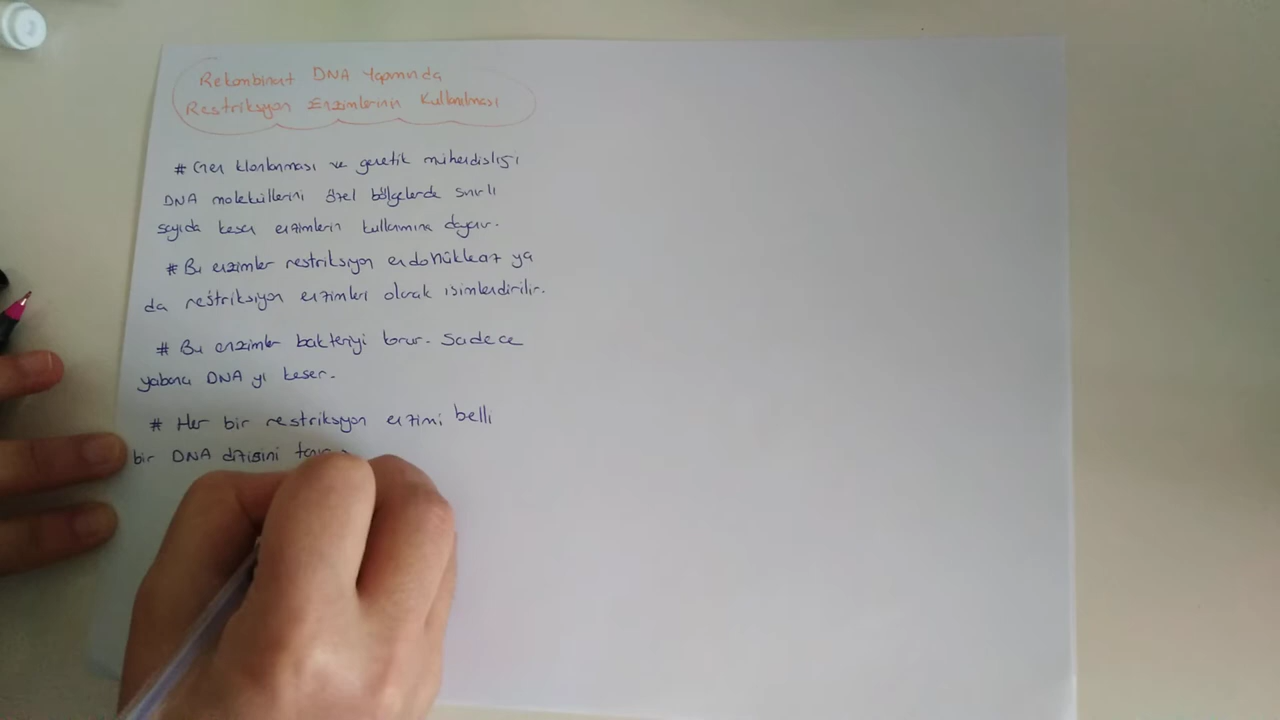 Rekombinant DNA Yapımında
Restriksyon Enzimlerinin Kullanılması
# Gen klonlanması ve genetik mühendisliği
DNA moleküllerini özel bölgelerde sınırlı
sayıda kesen enzimlerin kullanımına dayanır.
# Bu enzimler restriksiyon endonükleaz ya
da restriksiyon enzimleri olarak isimlendirilir.
# Bu enzimler bakteriyi korur. Sadece
yabancı DNA yı keser.
# Her bir restriksyon enzimi belli
bir DNA dizisini